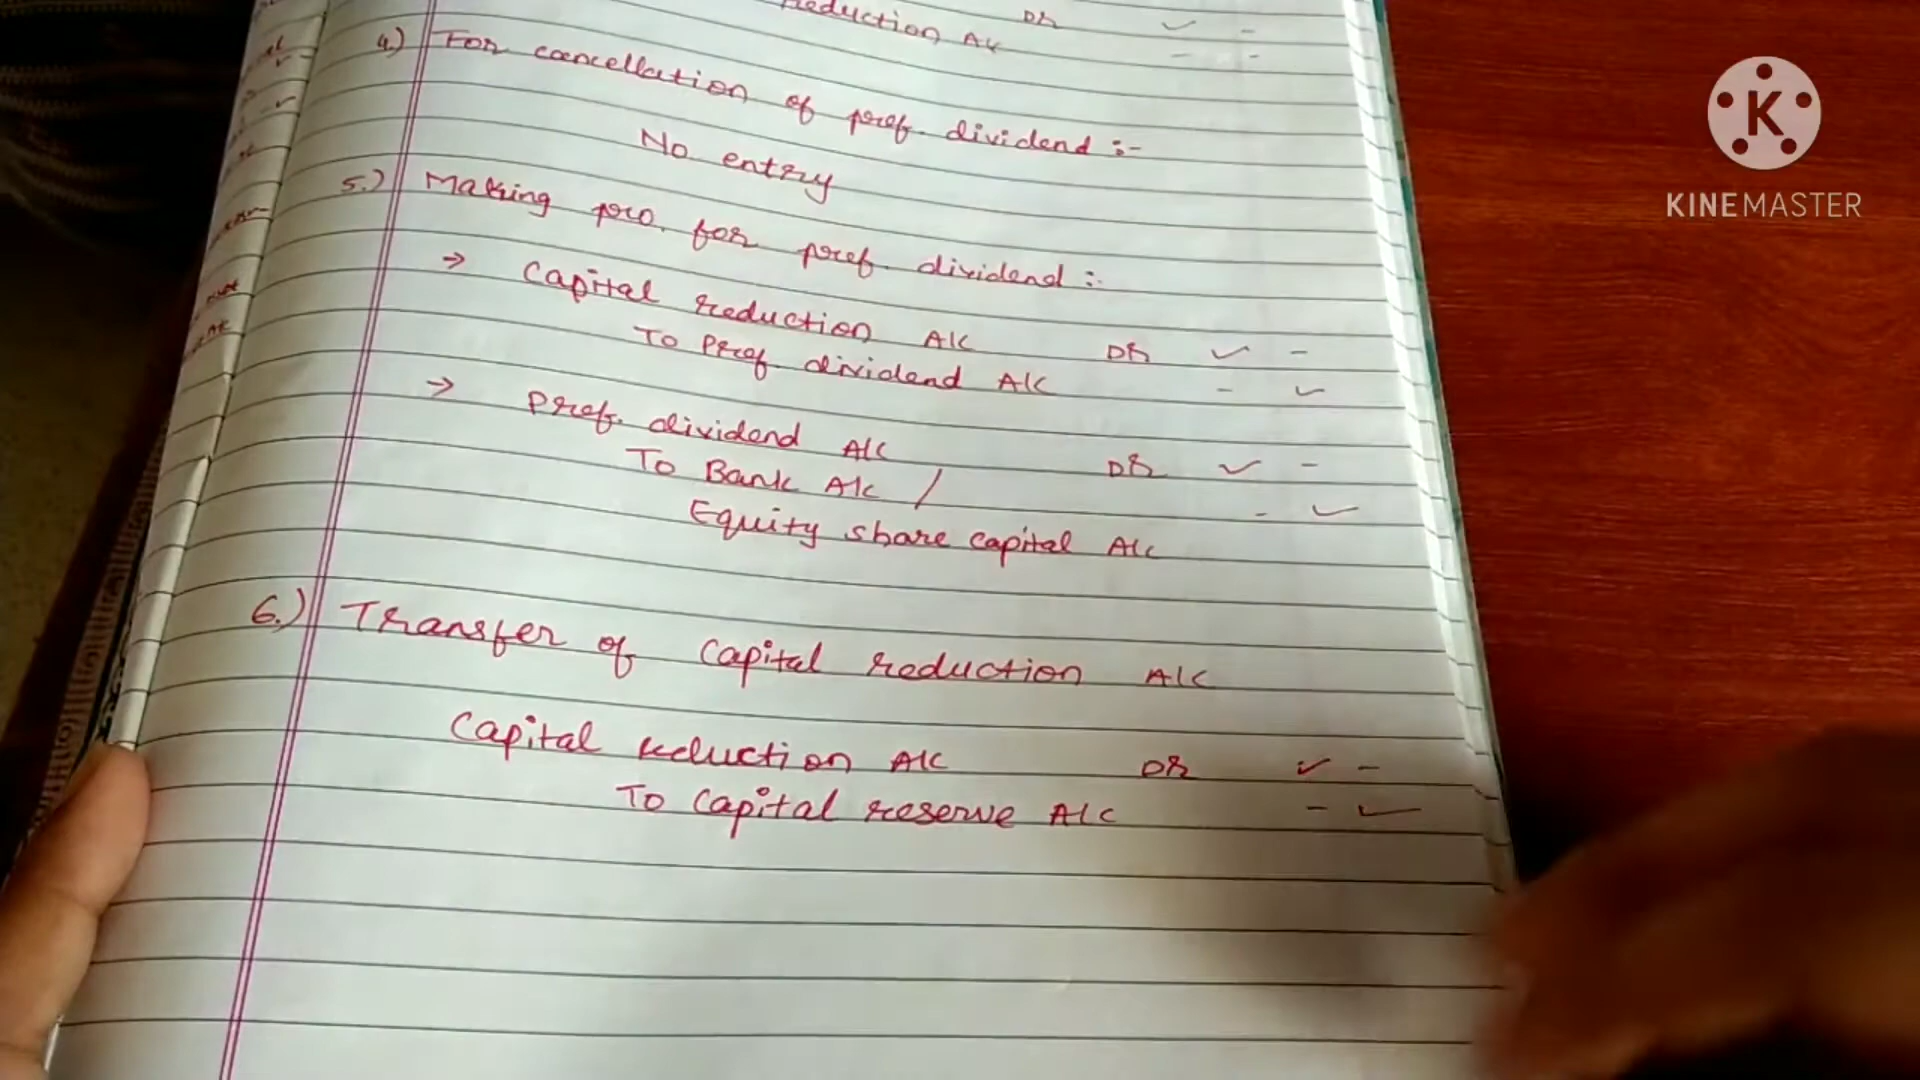 Reduction A/c DR ✓ -
- -
4.) For cancellation of pref. dividend :-
No entry
5.) Making pro. for pref. dividend :-
→ Capital reduction A/c DR ✓ -
To Pref. dividend A/c - ✓
→ Pref. dividend A/c DR ✓ -
To Bank A/c / - ✓
Equity share capital A/c
6.) Transfer of capital reduction A/c
Capital reduction A/c DR ✓ -
To Capital reserve A/c - ✓
KINEMASTER